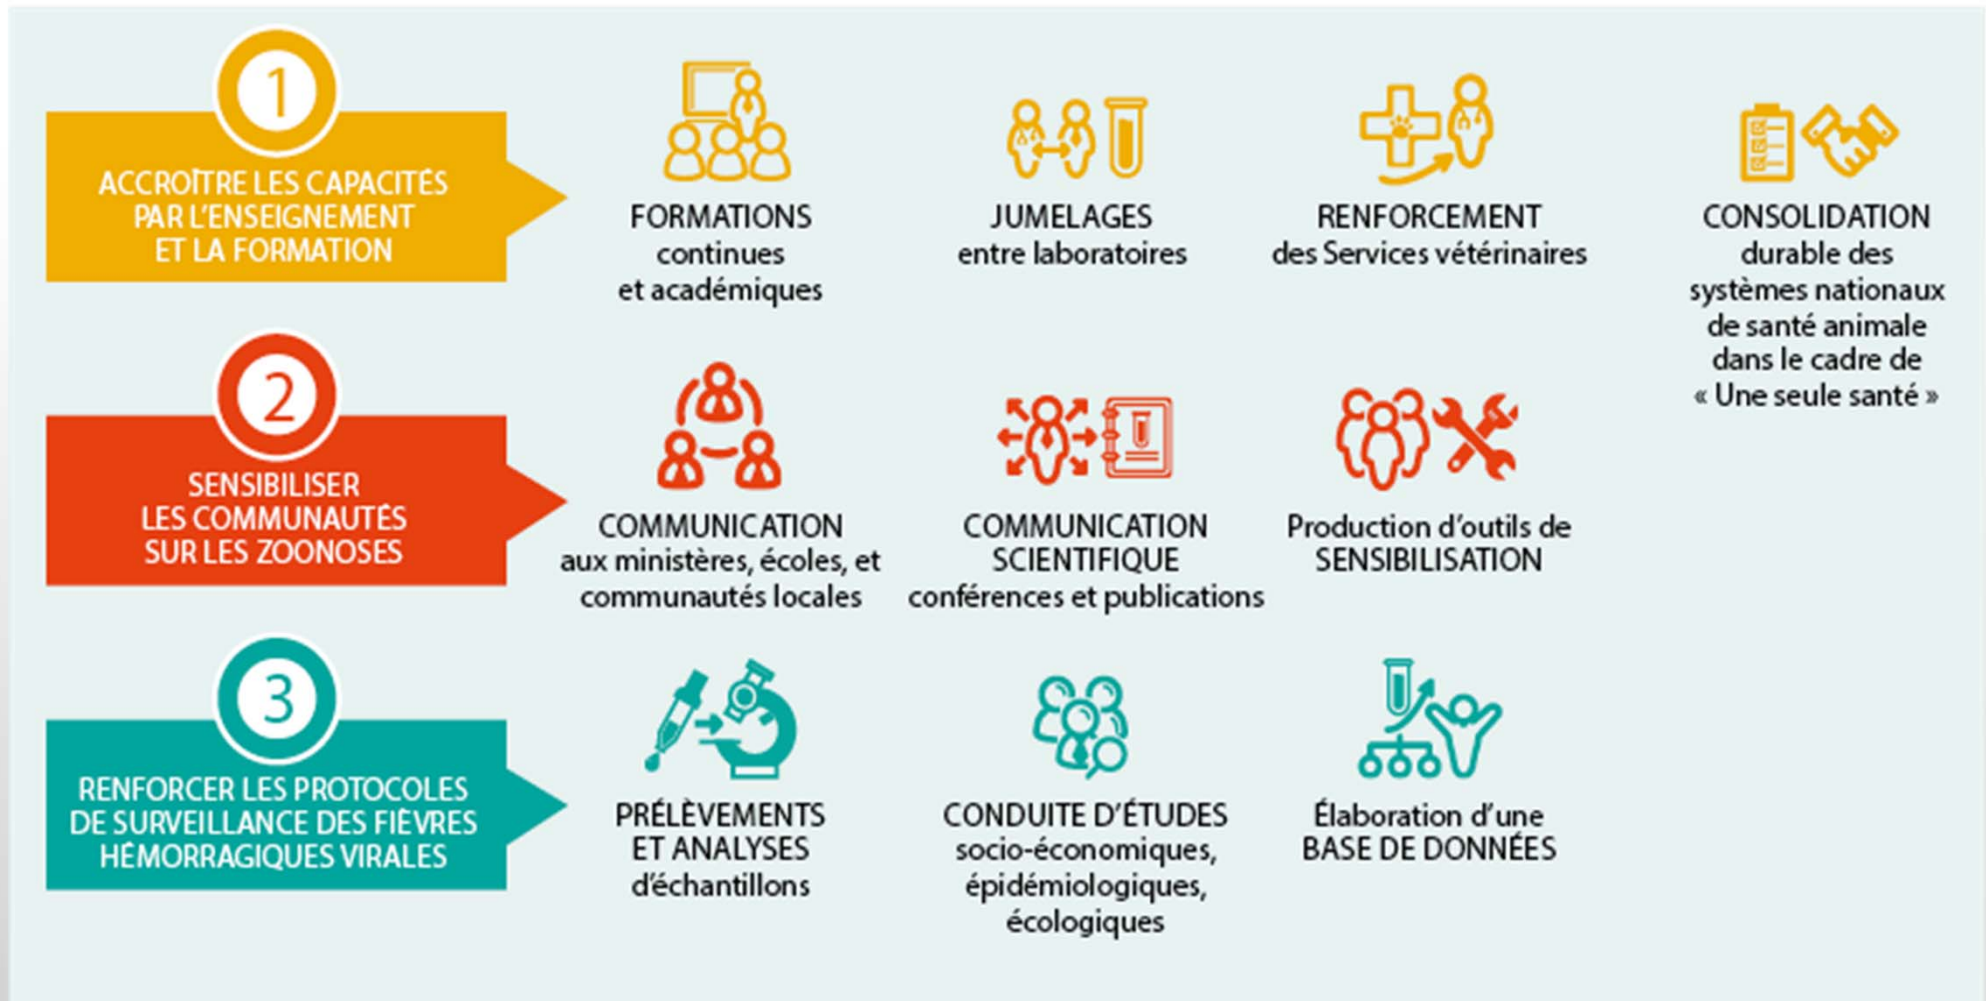 1
ACCROÎTRE LES CAPACITÉS
PAR L'ENSEIGNEMENT
ET LA FORMATION
FORMATIONS
continues
et académiques
JUMELAGES
entre laboratoires
RENFORCEMENT
des Services vétérinaires
CONSOLIDATION
durable des
systèmes nationaux
de santé animale
dans le cadre de
« Une seule santé »
2
SENSIBILISER
LES COMMUNAUTÉS
SUR LES ZOONOSES
COMMUNICATION
aux ministères, écoles, et
communautés locales
COMMUNICATION
SCIENTIFIQUE
conférences et publications
Production d'outils de
SENSIBILISATION
3
RENFORCER LES PROTOCOLES
DE SURVEILLANCE DES FIÈVRES
HÉMORRAGIQUES VIRALES
PRÉLÈVEMENTS
ET ANALYSES
d'échantillons
CONDUITE D'ÉTUDES
socio-économiques,
épidémiologiques,
écologiques
Élaboration d'une
BASE DE DONNÉES